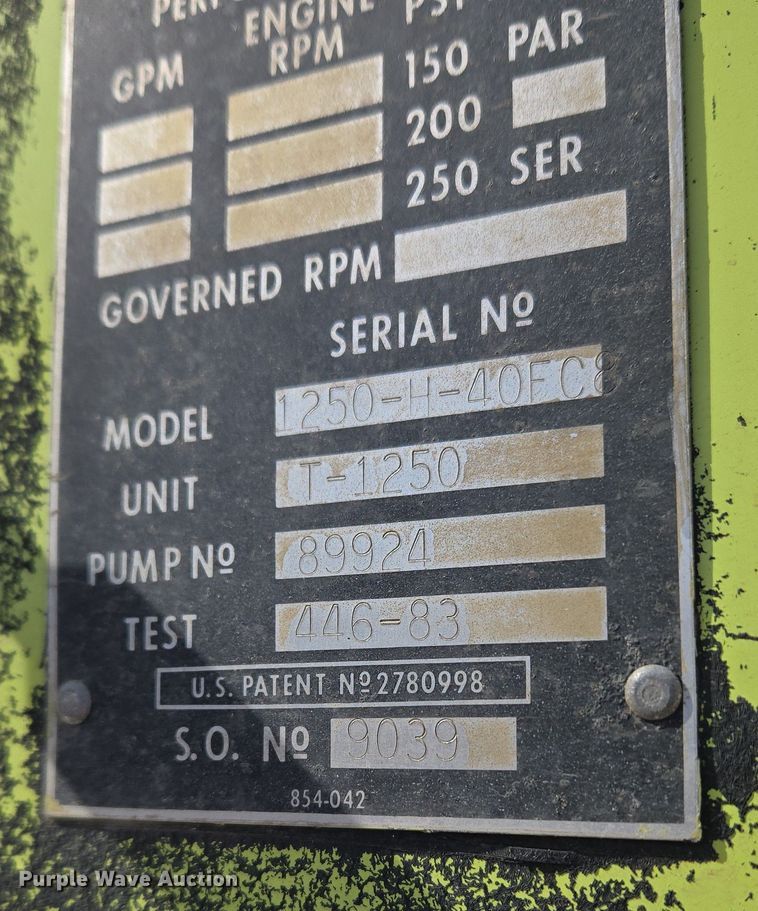 ENGINE
GPM RPM 150 PAR
200
250 SER
GOVERNED RPM
SERIAL Nº
MODEL 1250-H-40FC8
UNIT T-1250
PUMP Nº 89924
TEST 446-83
U.S. PATENT Nº 2780998
S.O. Nº 9039
854-042
Purple Wave Auction